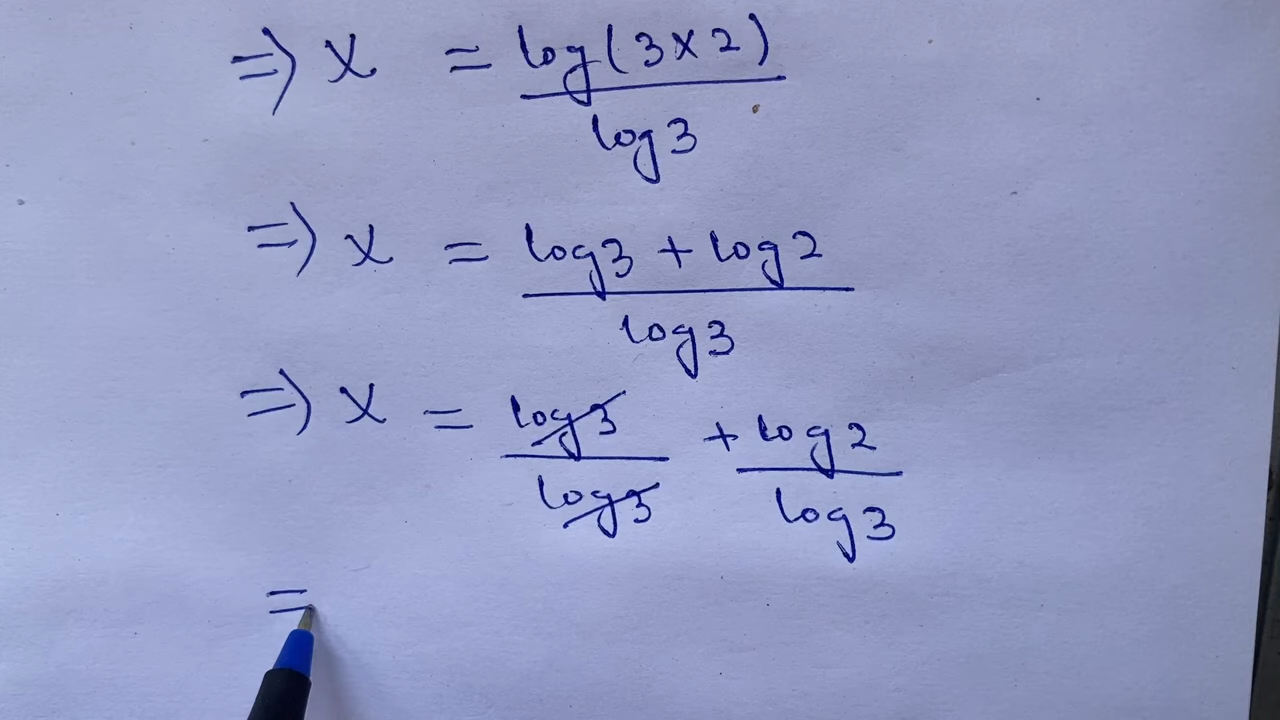 ⇒ x = log(3×2)
log3
⇒ x = log3 + log2
log3
⇒ x = log3 + log2
log3 log3
=